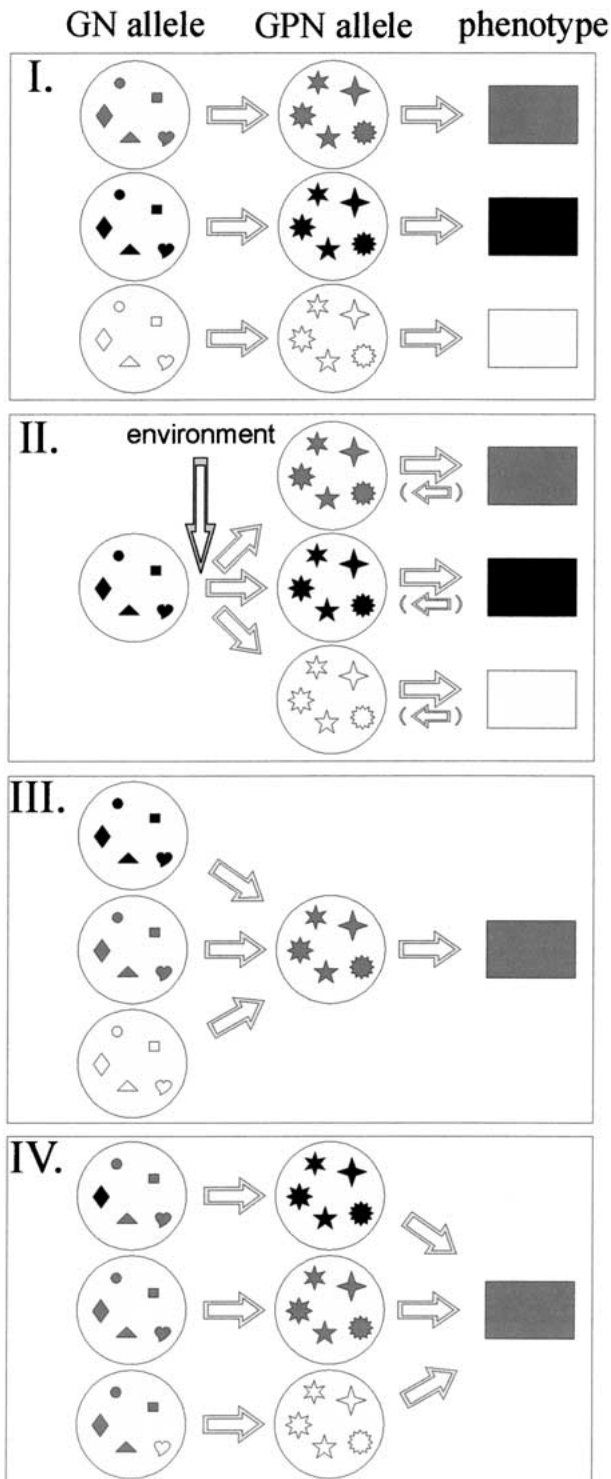 GN allele GPN allele phenotype
I.
II.
environment
III.
IV.